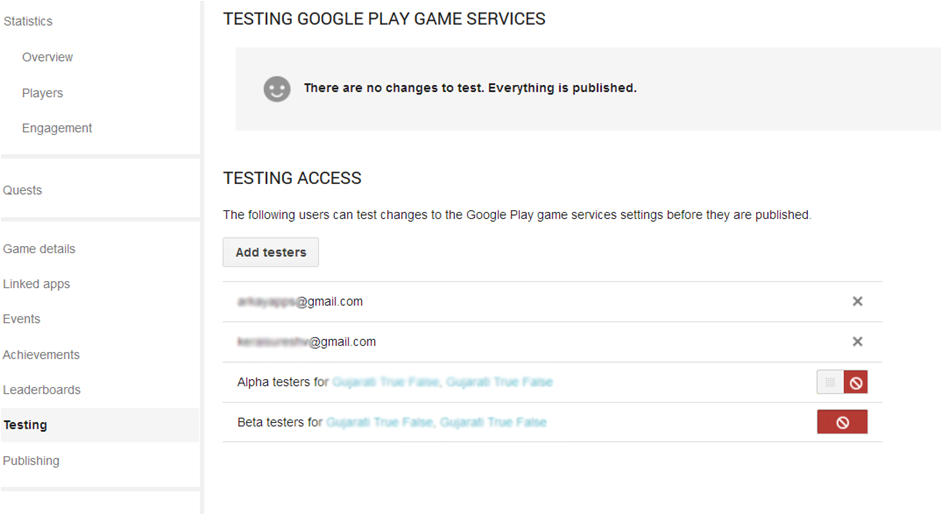 Statistics
Overview
Players
Engagement
Quests
Game details
Linked apps
Events
Achievements
Leaderboards
Testing
Publishing
TESTING GOOGLE PLAY GAME SERVICES
There are no changes to test. Everything is published.
TESTING ACCESS
The following users can test changes to the Google Play game services settings before they are published.
Add testers
@gmail.com
@gmail.com
Alpha testers for Gujarati True False, Gujarati True False
Beta testers for Gujarati True False, Gujarati True False